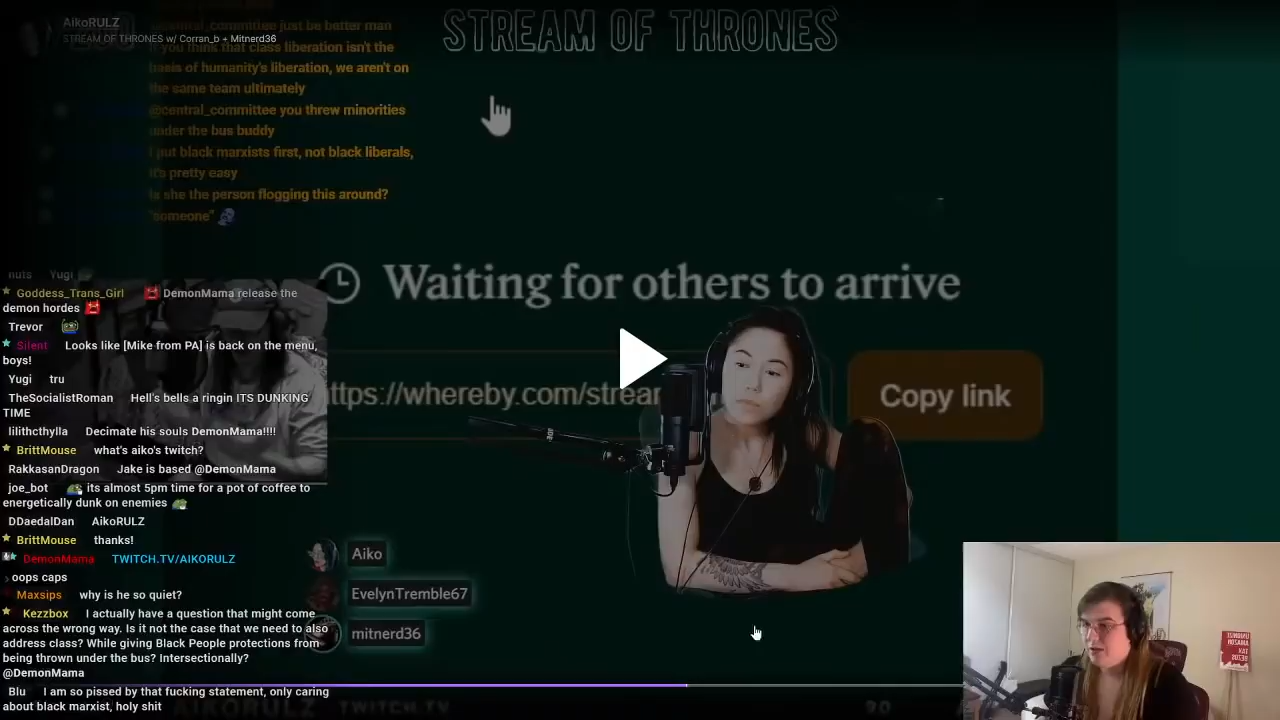 AikoRULZ
STREAM OF THRONES w/ Corran_b + Mitnerd36
STREAM OF THRONES
central_committee just be better man
if you think that class liberation isn't the
basis of humanity's liberation, we aren't on
the same team ultimately
@central_committee you threw minorities
under the bus buddy
I put black marxists first, not black liberals,
it's pretty easy
Is she the person flogging this around?
"someone"
Waiting for others to arrive
https://whereby.com/strear
Copy link
nuts Yugi
Goddess_Trans_Girl DemonMama release the
demon hordes
Trevor
Silent Looks like [Mike from PA] is back on the menu,
boys!
Yugi tru
TheSocialistRoman Hell's bells a ringin ITS DUNKING
TIME
lilithcthylla Decimate his souls DemonMama!!!!
BrittMouse what's aiko's twitch?
RakkasanDragon Jake is based @DemonMama
joe_bot its almost 5pm time for a pot of coffee to
energetically dunk on enemies
DDaedalDan AikoRULZ
BrittMouse thanks!
DemonMama TWITCH.TV/AIKORULZ
oops caps
Maxsips why is he so quiet?
Kezzbox I actually have a question that might come
across the wrong way. Is it not the case that we need to also
address class? While giving Black People protections from
being thrown under the bus? Intersectionally?
@DemonMama
Blu I am so pissed by that fucking statement, only caring
about black marxist, holy shit
Aiko
EvelynTremble67
mitnerd36
AIKORULZ TWITCH.TV
90